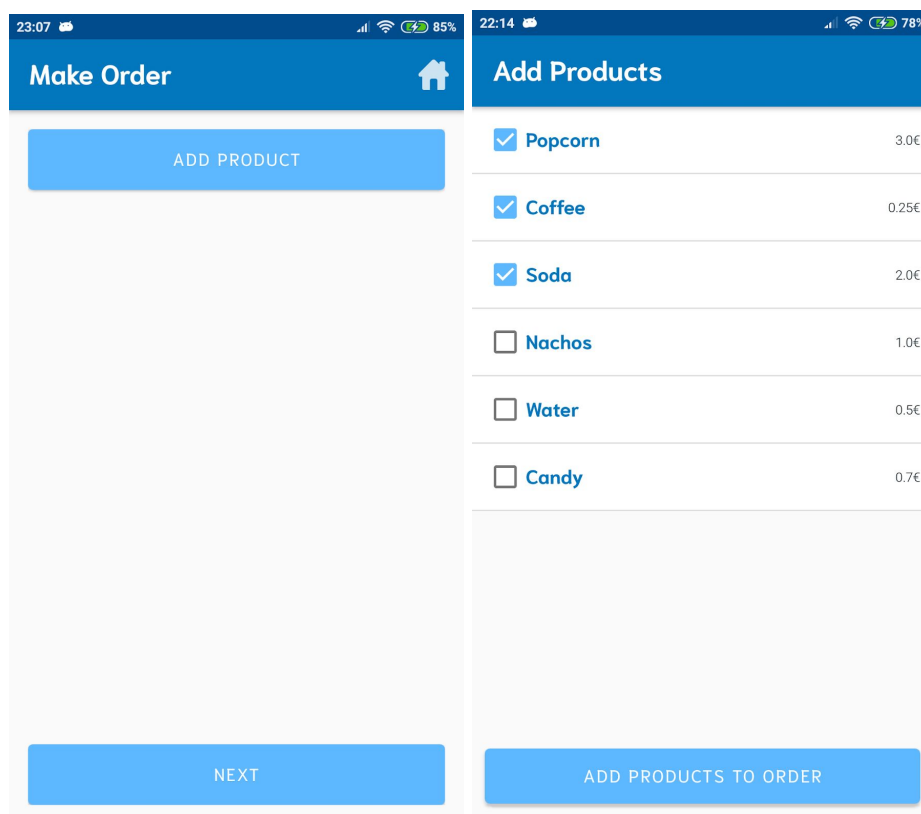 23:07 85%
Make Order
ADD PRODUCT
NEXT
22:14 78%
Add Products
Popcorn 3.0€
Coffee 0.25€
Soda 2.0€
Nachos 1.0€
Water 0.5€
Candy 0.7€
ADD PRODUCTS TO ORDER